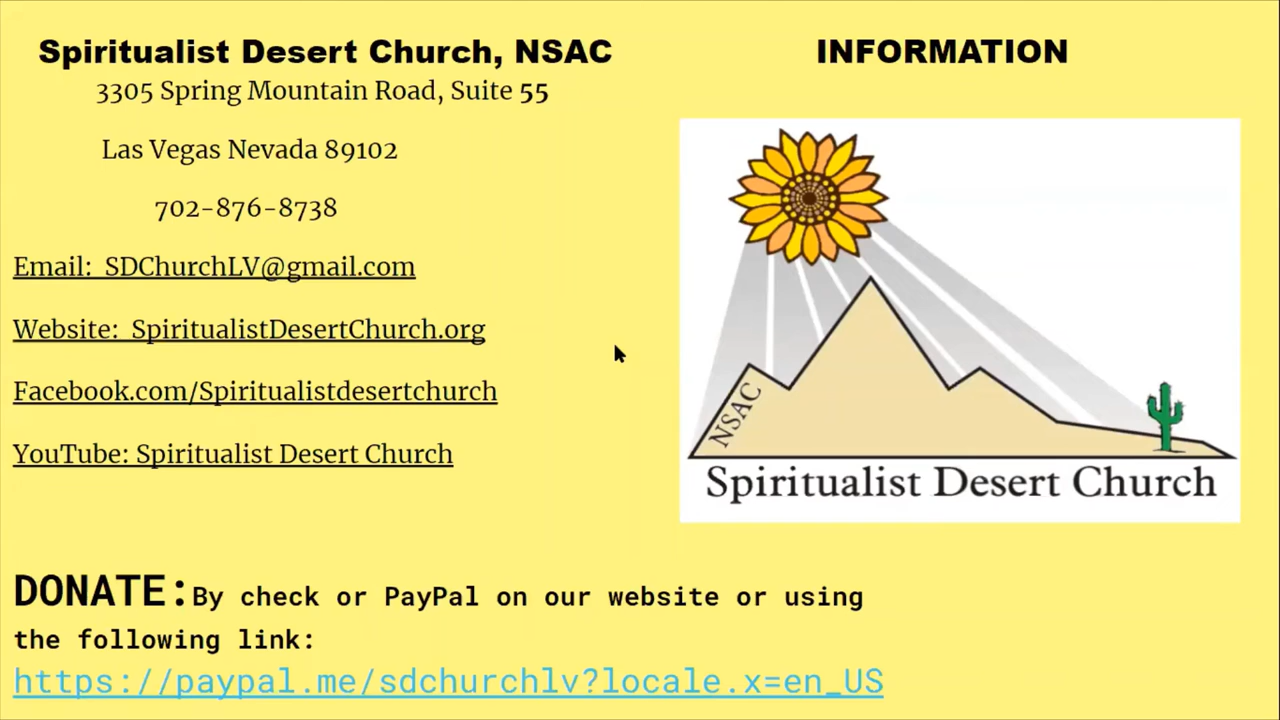 Spiritualist Desert Church, NSAC
3305 Spring Mountain Road, Suite 55
Las Vegas Nevada 89102
702-876-8738
Email:  SDChurchLV@gmail.com
Website:  SpiritualistDesertChurch.org
Facebook.com/Spiritualistdesertchurch
YouTube: Spiritualist Desert Church
INFORMATION
NSAC
Spiritualist Desert Church
DONATE:By check or PayPal on our website or using
the following link:
https://paypal.me/sdchurchlv?locale.x=en_US